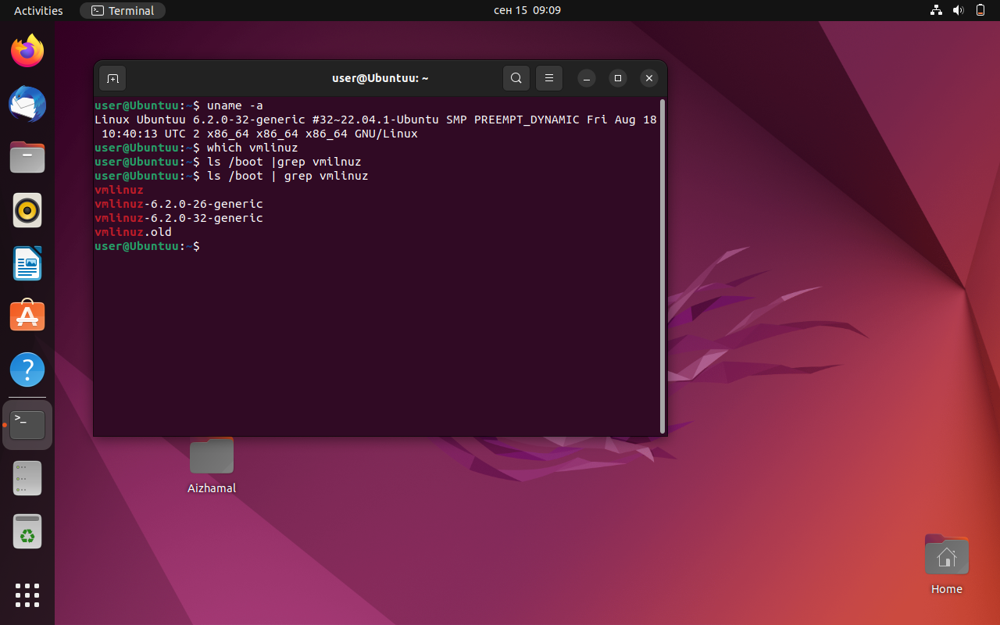 Activities
Terminal
сен 15 09:09
user@Ubuntuu: ~
user@Ubuntuu:~$ uname -a
Linux Ubuntuu 6.2.0-32-generic #32~22.04.1-Ubuntu SMP PREEMPT_DYNAMIC Fri Aug 18
10:40:13 UTC 2 x86_64 x86_64 x86_64 GNU/Linux
user@Ubuntuu:~$ which vmlinuz
user@Ubuntuu:~$ ls /boot |grep vmilnuz
user@Ubuntuu:~$ ls /boot | grep vmlinuz
vmlinuz
vmlinuz-6.2.0-26-generic
vmlinuz-6.2.0-32-generic
vmlinuz.old
user@Ubuntuu:~$
Aizhamal
Home